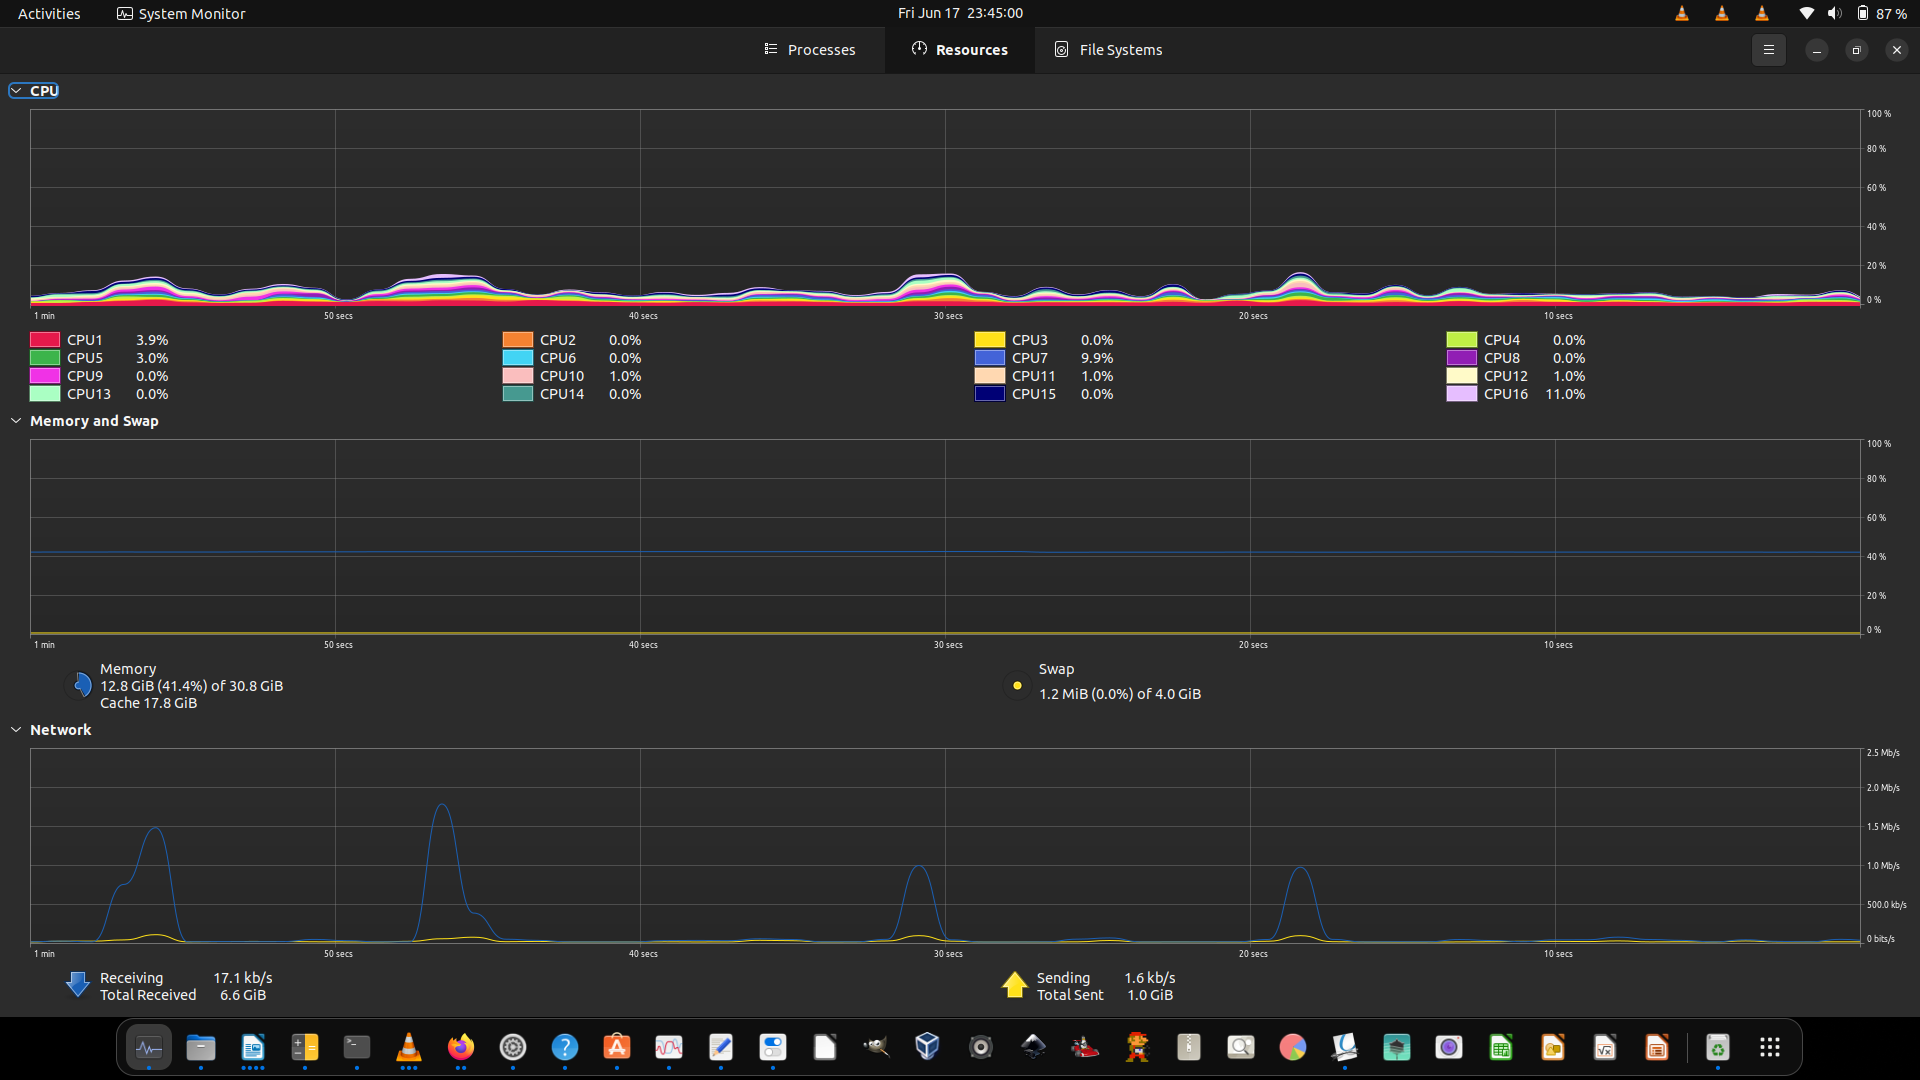 Activities System Monitor Fri Jun 17 23:45:00 87 %
Processes Resources File Systems
CPU
100 %
80 %
60 %
40 %
20 %
0 %
1 min 50 secs 40 secs 30 secs 20 secs 10 secs
CPU1 3.9% CPU2 0.0% CPU3 0.0% CPU4 0.0%
CPU5 3.0% CPU6 0.0% CPU7 9.9% CPU8 0.0%
CPU9 0.0% CPU10 1.0% CPU11 1.0% CPU12 1.0%
CPU13 0.0% CPU14 0.0% CPU15 0.0% CPU16 11.0%
Memory and Swap
100 %
80 %
60 %
40 %
20 %
0 %
1 min 50 secs 40 secs 30 secs 20 secs 10 secs
Memory
12.8 GiB (41.4%) of 30.8 GiB
Cache 17.8 GiB
Swap
1.2 MiB (0.0%) of 4.0 GiB
Network
2.5 Mb/s
2.0 Mb/s
1.5 Mb/s
1.0 Mb/s
500.0 kb/s
0 bits/s
1 min 50 secs 40 secs 30 secs 20 secs 10 secs
Receiving 17.1 kb/s
Total Received 6.6 GiB
Sending 1.6 kb/s
Total Sent 1.0 GiB